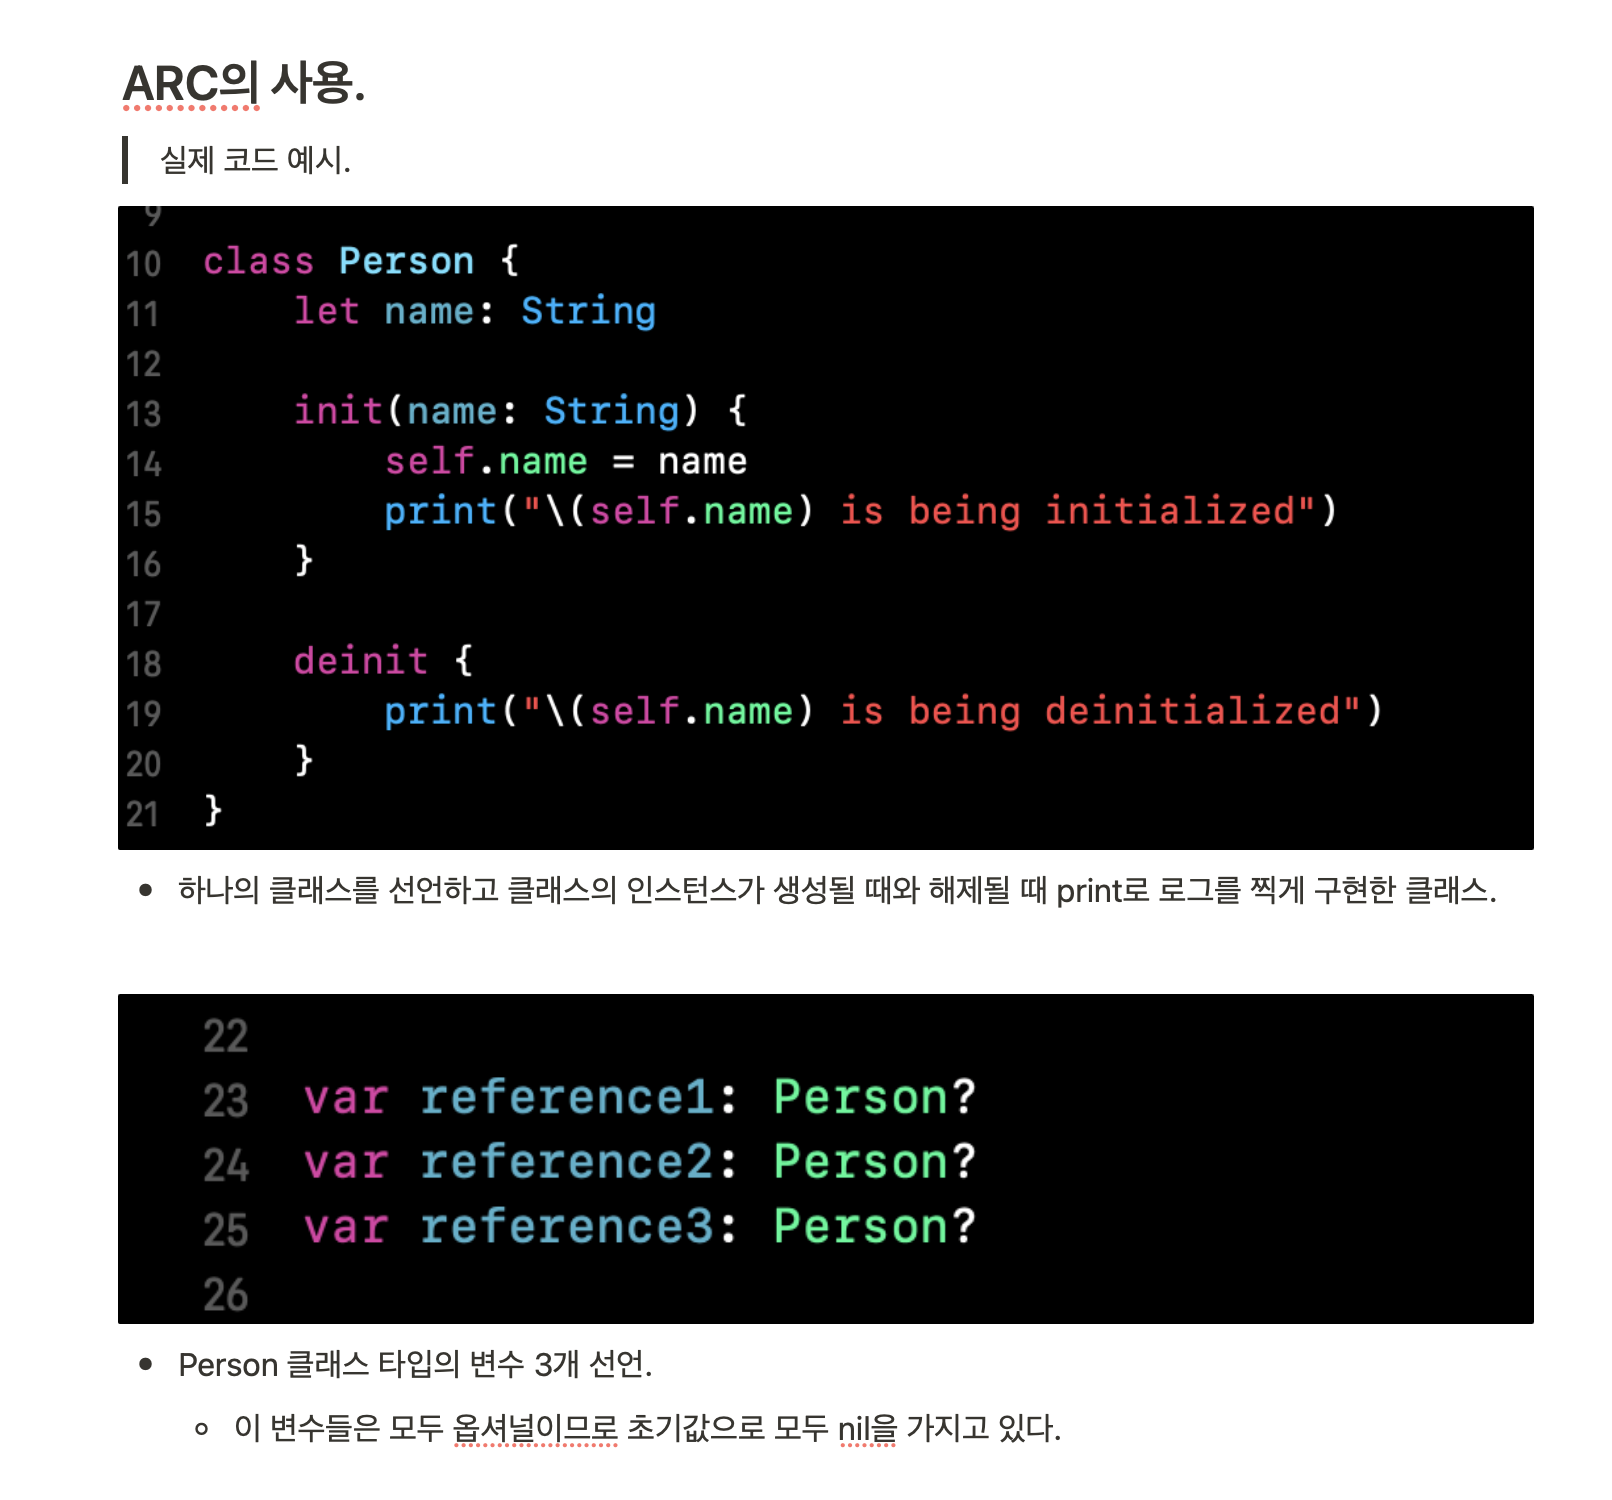 ARC의 사용.
실제 코드 예시.
9
10 class Person {
11     let name: String
12
13     init(name: String) {
14         self.name = name
15         print("\(self.name) is being initialized")
16     }
17
18     deinit {
19         print("\(self.name) is being deinitialized")
20     }
21 }
• 하나의 클래스를 선언하고 클래스의 인스턴스가 생성될 때와 해제될 때 print로 로그를 찍게 구현한 클래스.
22
23 var reference1: Person?
24 var reference2: Person?
25 var reference3: Person?
26
• Person 클래스 타입의 변수 3개 선언.
◦ 이 변수들은 모두 옵셔널이므로 초기값으로 모두 nil을 가지고 있다.